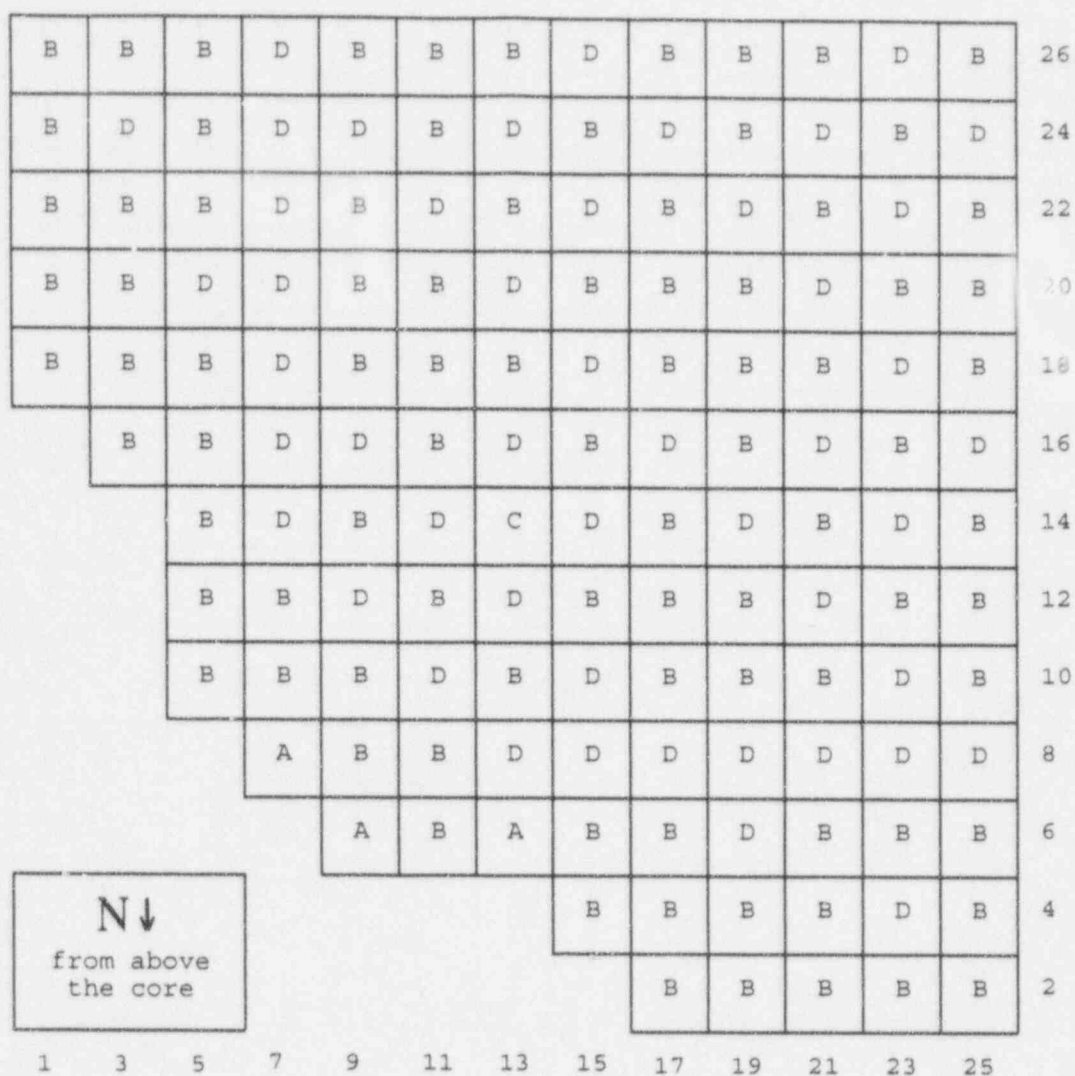 B B B D B B B D B B B D B 26
B D B D D B D B D B D B D 24
B B B D B D B D B D B D B 22
B B D D B B D B B B D B B 20
B B B D B B B D B B B D B 18
B B D D B D B D B D B D 16
B D B D C D B D B D B 14
B B D B D B B B D B B 12
B B B D B D B B B D B 10
A B B D D D D D D D 8
A B A B B D B B B 6
B B B B D B 4
N↓
from above
the core
B B B B B 2
1 3 5 7 9 11 13 15 17 19 21 23 25